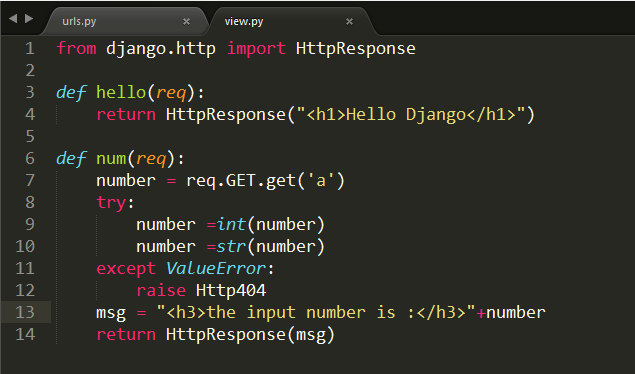 urls.py × view.py ×
1 from django.http import HttpResponse
2
3 def hello(req):
4     return HttpResponse("<h1>Hello Django</h1>")
5
6 def num(req):
7     number = req.GET.get('a')
8     try:
9         number =int(number)
10         number =str(number)
11     except ValueError:
12         raise Http404
13     msg = "<h3>the input number is :</h3>"+number
14     return HttpResponse(msg)